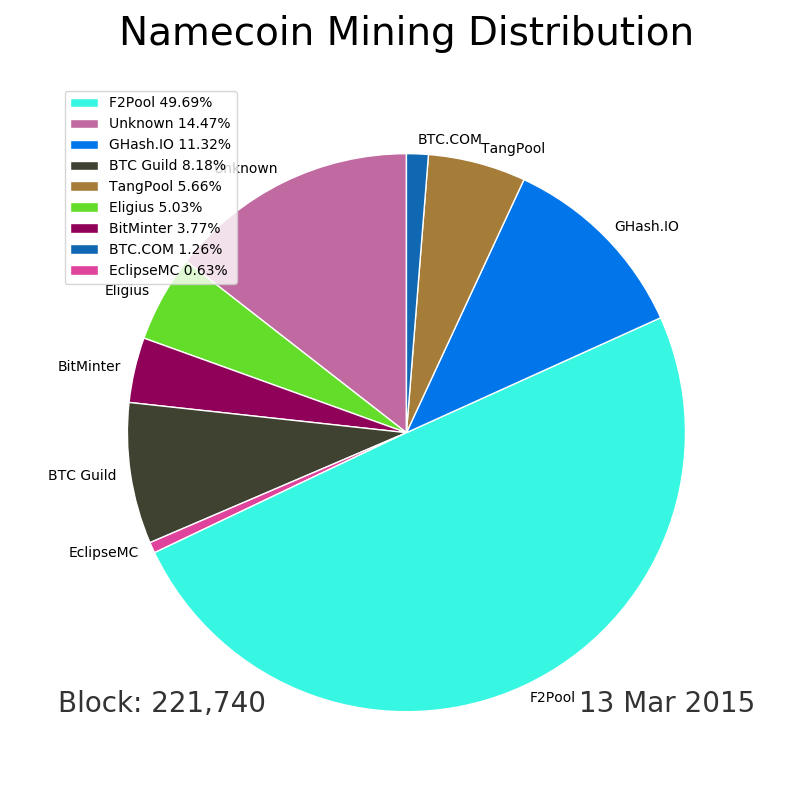 Namecoin Mining Distribution
F2Pool 49.69%
Unknown 14.47%
GHash.IO 11.32%
BTC Guild 8.18%
TangPool 5.66%
Eligius 5.03%
BitMinter 3.77%
BTC.COM 1.26%
EclipseMC 0.63%
BTC.COM
TangPool
Unknown
GHash.IO
Eligius
BitMinter
BTC Guild
EclipseMC
F2Pool
Block: 221,740
13 Mar 2015